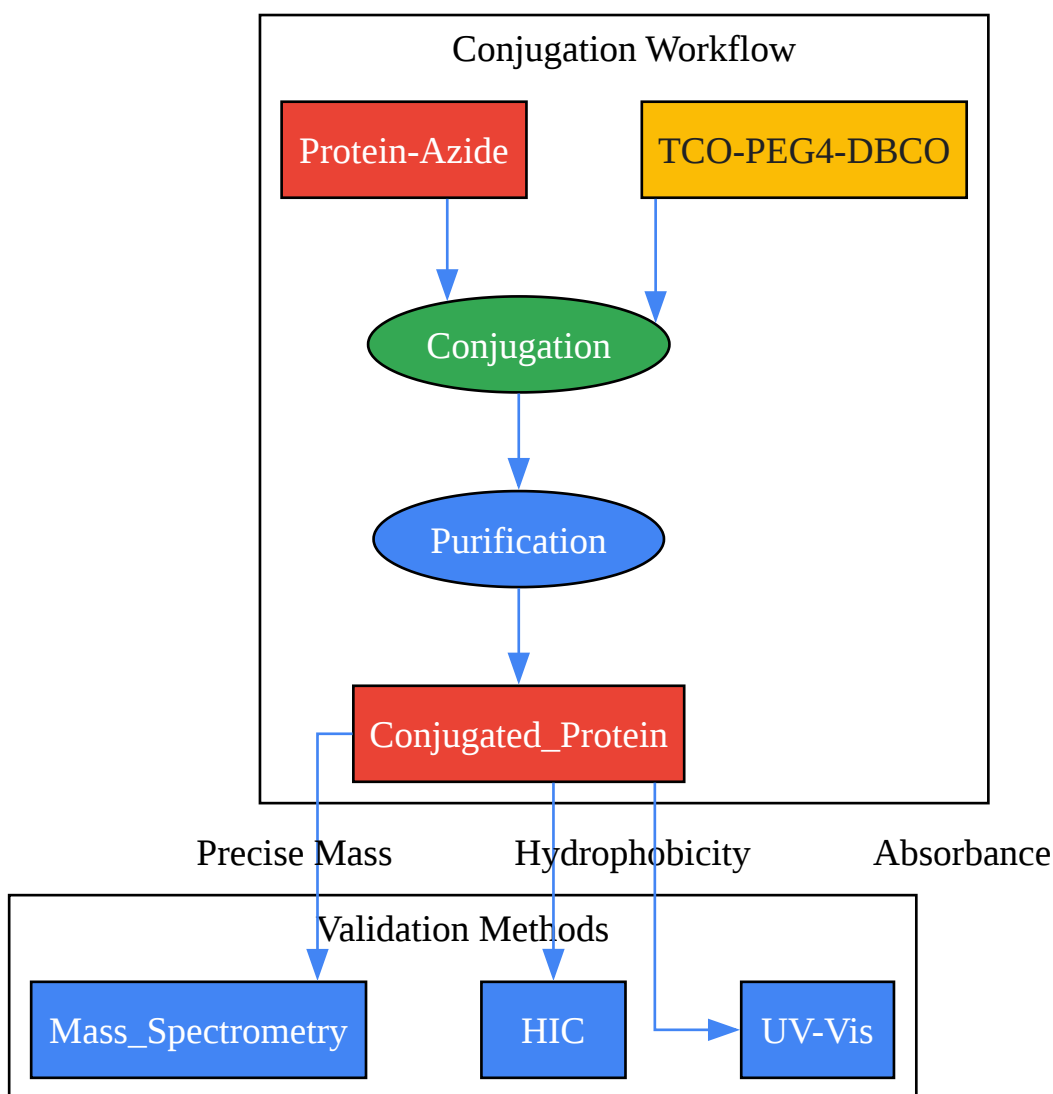 Conjugation Workflow
Protein-Azide
TCO-PEG4-DBCO
Conjugation
Purification
Conjugated_Protein
Precise Mass
Hydrophobicity
Absorbance
Validation Methods
Mass_Spectrometry
HIC
UV-Vis